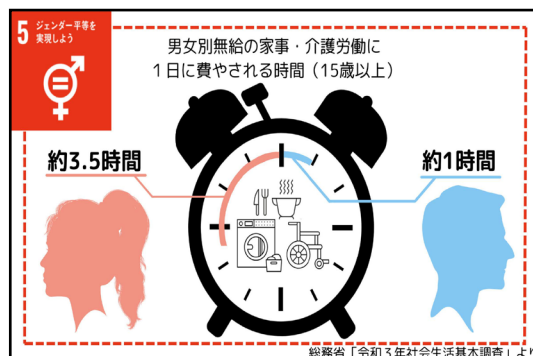 5 ジェンダー平等を
実現しよう
男女別無給の家事・介護労働に
1日に費やされる時間（15歳以上）
約3.5時間
約1時間
総務省「令和3年社会生活基本調査」より